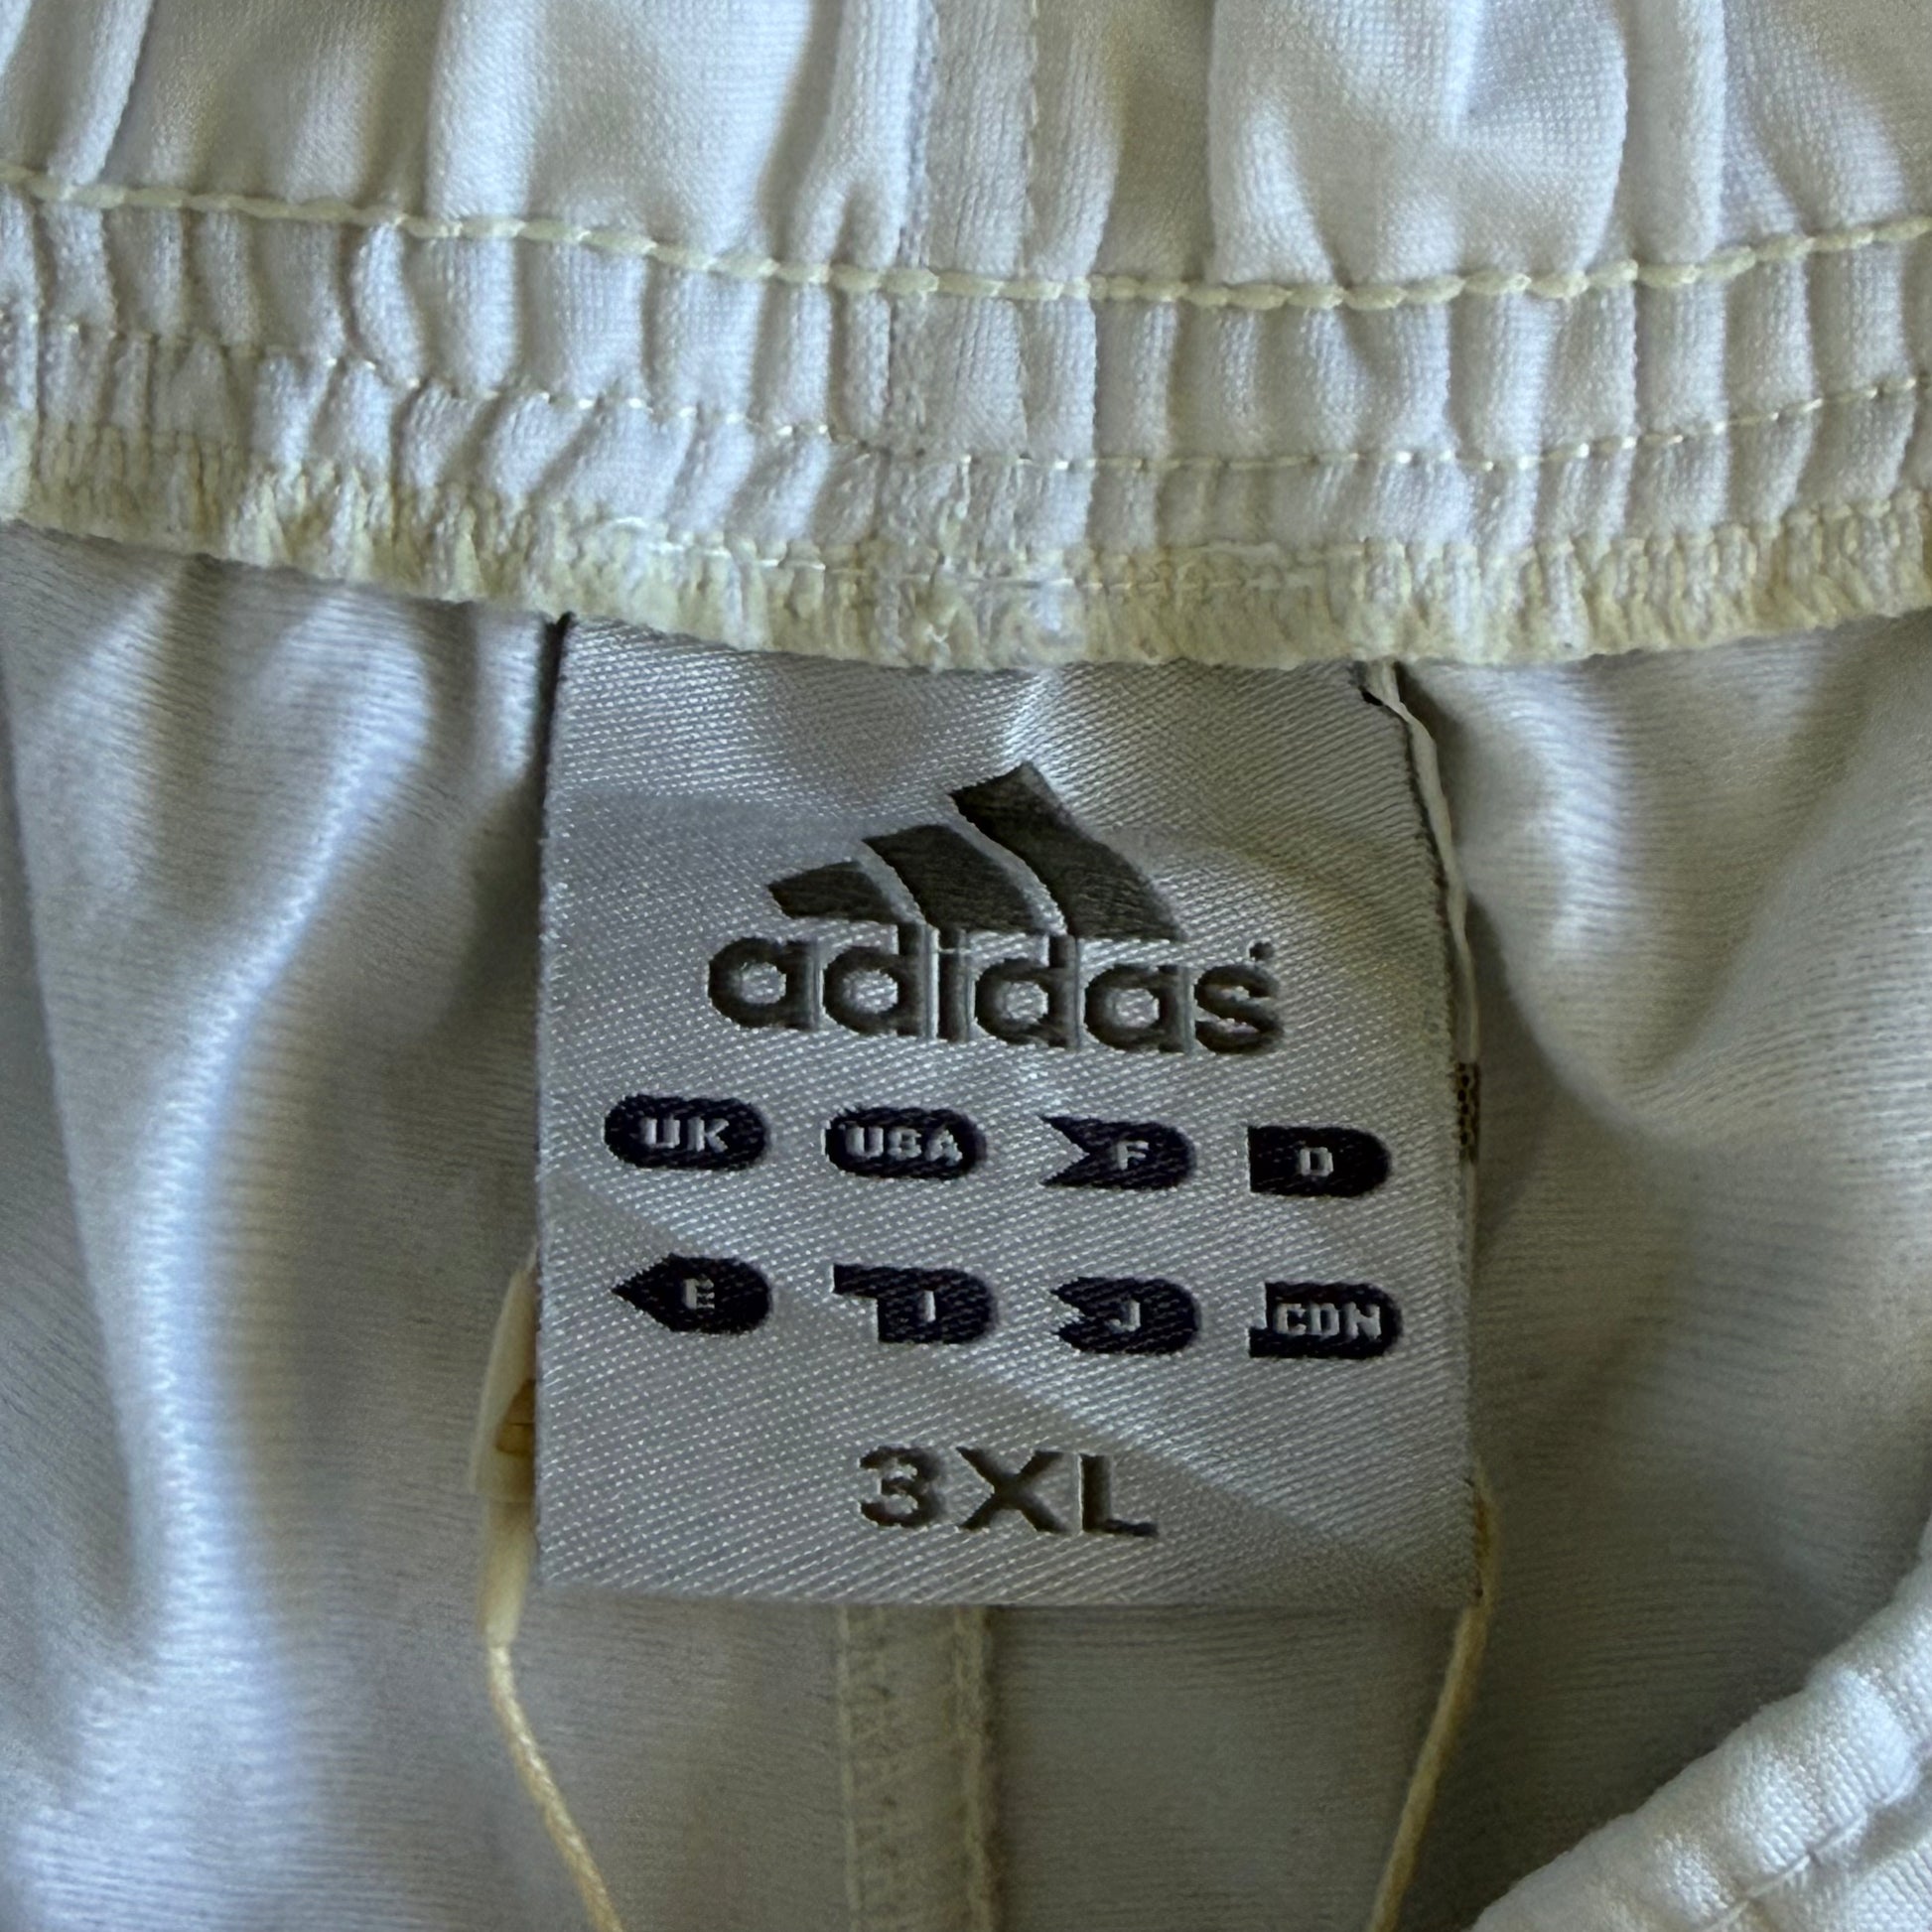 adidas
UK USA F D
E I J CDN
3XL